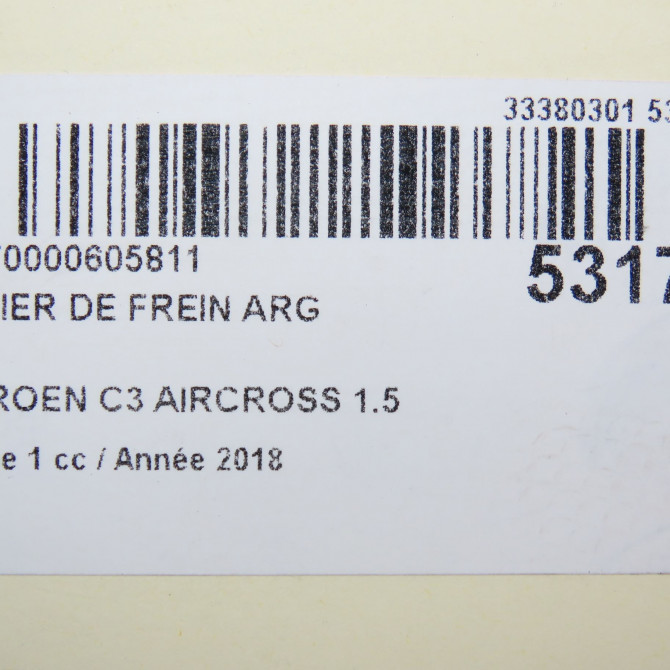 33380301 53
70000605811
5317
IER DE FREIN ARG
ROEN C3 AIRCROSS 1.5
e 1 cc / Année 2018